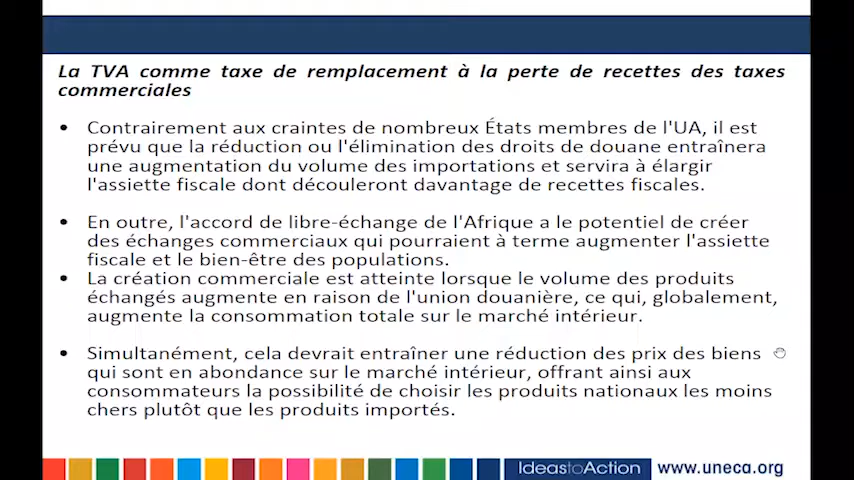 La TVA comme taxe de remplacement à la perte de recettes des taxes
commerciales
• Contrairement aux craintes de nombreux États membres de l'UA, il est
prévu que la réduction ou l'élimination des droits de douane entraînera
une augmentation du volume des importations et servira à élargir
l'assiette fiscale dont découleront davantage de recettes fiscales.
• En outre, l'accord de libre-échange de l'Afrique a le potentiel de créer
des échanges commerciaux qui pourraient à terme augmenter l'assiette
fiscale et le bien-être des populations.
• La création commerciale est atteinte lorsque le volume des produits
échangés augmente en raison de l'union douanière, ce qui, globalement,
augmente la consommation totale sur le marché intérieur.
• Simultanément, cela devrait entraîner une réduction des prix des biens
qui sont en abondance sur le marché intérieur, offrant ainsi aux
consommateurs la possibilité de choisir les produits nationaux les moins
chers plutôt que les produits importés.
IdeastoAction www.uneca.org